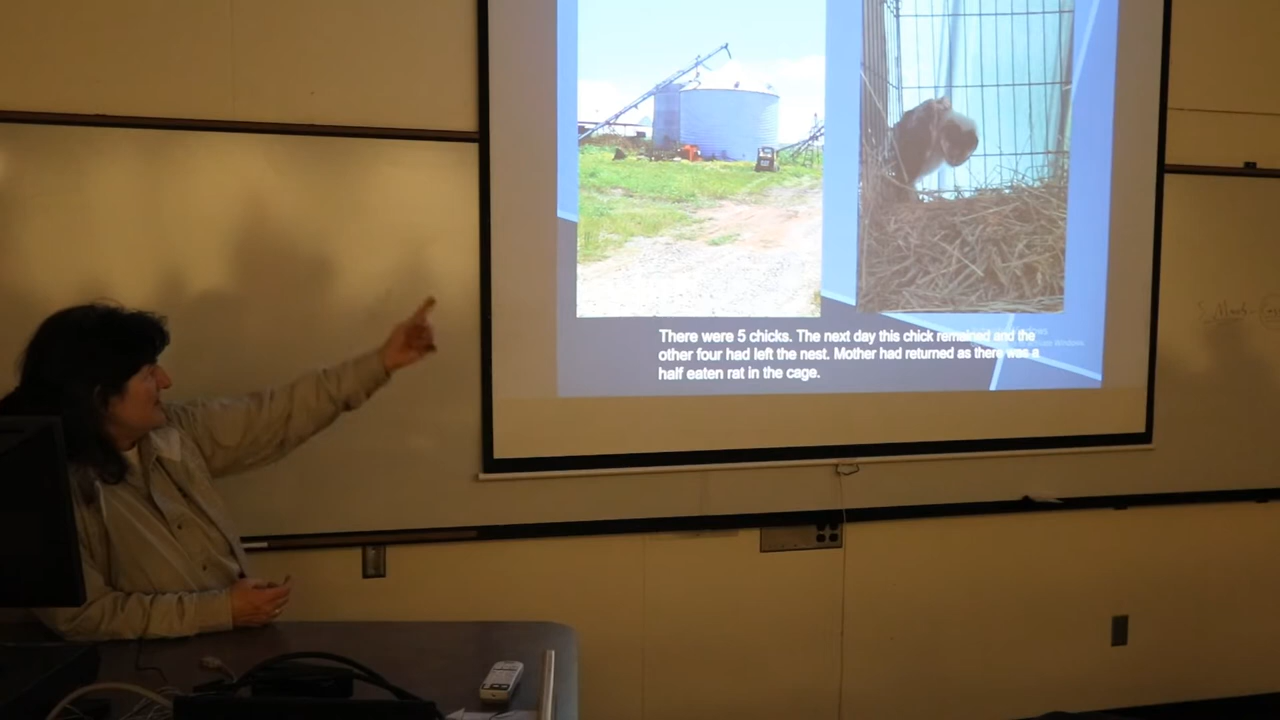 There were 5 chicks. The next day this chick remained and the
other four had left the nest. Mother had returned as there was a
half eaten rat in the cage.